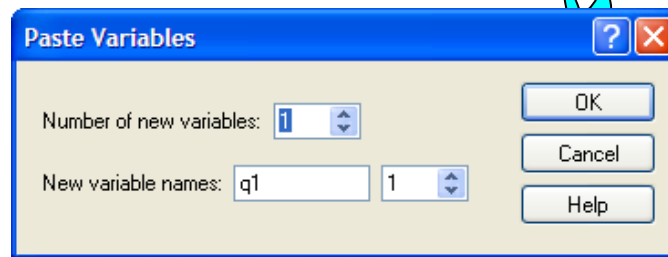 Paste Variables
Number of new variables: 1
OK
Cancel
New variable names: q1 1
Help